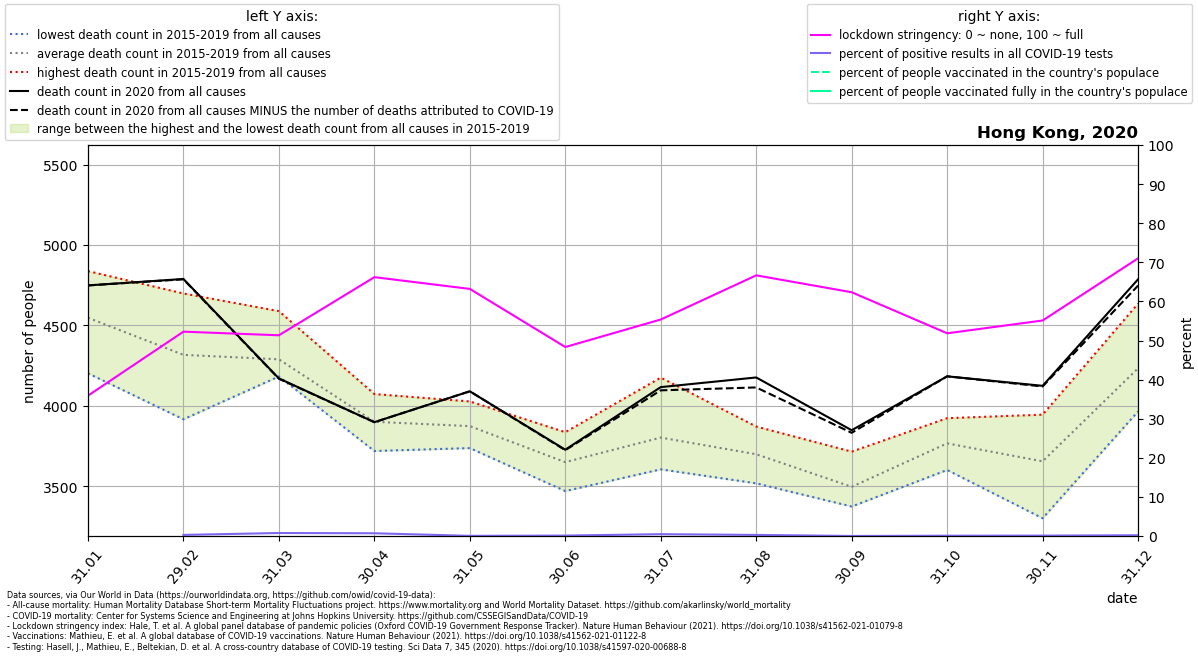 left Y axis:
lowest death count in 2015-2019 from all causes
average death count in 2015-2019 from all causes
highest death count in 2015-2019 from all causes
death count in 2020 from all causes
death count in 2020 from all causes MINUS the number of deaths attributed to COVID-19
range between the highest and the lowest death count from all causes in 2015-2019
right Y axis:
lockdown stringency: 0 ~ none, 100 ~ full
percent of positive results in all COVID-19 tests
percent of people vaccinated in the country's populace
percent of people vaccinated fully in the country's populace
Hong Kong, 2020
5500
5000
4500
4000
3500
number of people
100
90
80
70
60
50
40
30
20
10
0
percent
31.01
29.02
31.03
30.04
31.05
30.06
31.07
31.08
30.09
31.10
30.11
31.12
date
Data sources, via Our World in Data (https://ourworldindata.org, https://github.com/owid/covid-19-data):
- All-cause mortality: Human Mortality Database Short-term Mortality Fluctuations project. https://www.mortality.org and World Mortality Dataset. https://github.com/akarlinsky/world_mortality
- COVID-19 mortality: Center for Systems Science and Engineering at Johns Hopkins University. https://github.com/CSSEGISandData/COVID-19
- Lockdown stringency index: Hale, T. et al. A global panel database of pandemic policies (Oxford COVID-19 Government Response Tracker). Nature Human Behaviour (2021). https://doi.org/10.1038/s41562-021-01079-8
- Vaccinations: Mathieu, E. et al. A global database of COVID-19 vaccinations. Nature Human Behaviour (2021). https://doi.org/10.1038/s41562-021-01122-8
- Testing: Hasell, J., Mathieu, E., Beltekian, D. et al. A cross-country database of COVID-19 testing. Sci Data 7, 345 (2020). https://doi.org/10.1038/s41597-020-00688-8